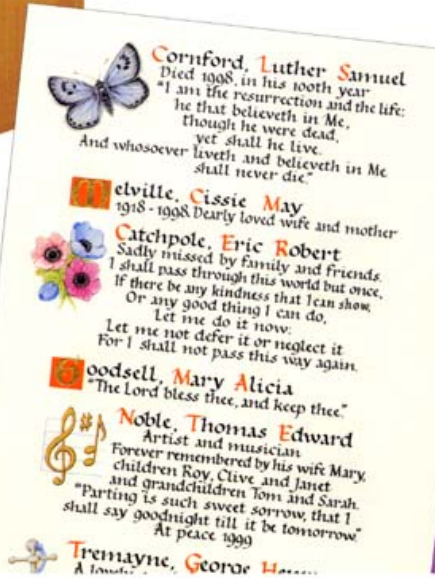 Cornford, Luther Samuel
Died 1998, in his 100th year
"I am the resurrection and the life:
he that believeth in Me,
though he were dead,
yet shall he live.
And whosoever liveth and believeth in Me
shall never die."
Melville, Cissie May
1918-1998. Dearly loved wife and mother
Catchpole, Eric Robert
Sadly missed by family and friends.
I shall pass through this world but once,
If there be any kindness that I can show,
Or any good thing I can do,
Let me do it now:
Let me not defer it or neglect it
For I shall not pass this way again.
Goodsell, Mary Alicia
"The Lord bless thee, and keep thee."
Noble, Thomas Edward
Artist and musician
Forever remembered by his wife Mary,
children Roy, Clive and Janet
and grandchildren Tom and Sarah.
"Parting is such sweet sorrow, that I
shall say goodnight till it be tomorrow."
At peace 1999
Tremayne, George
A